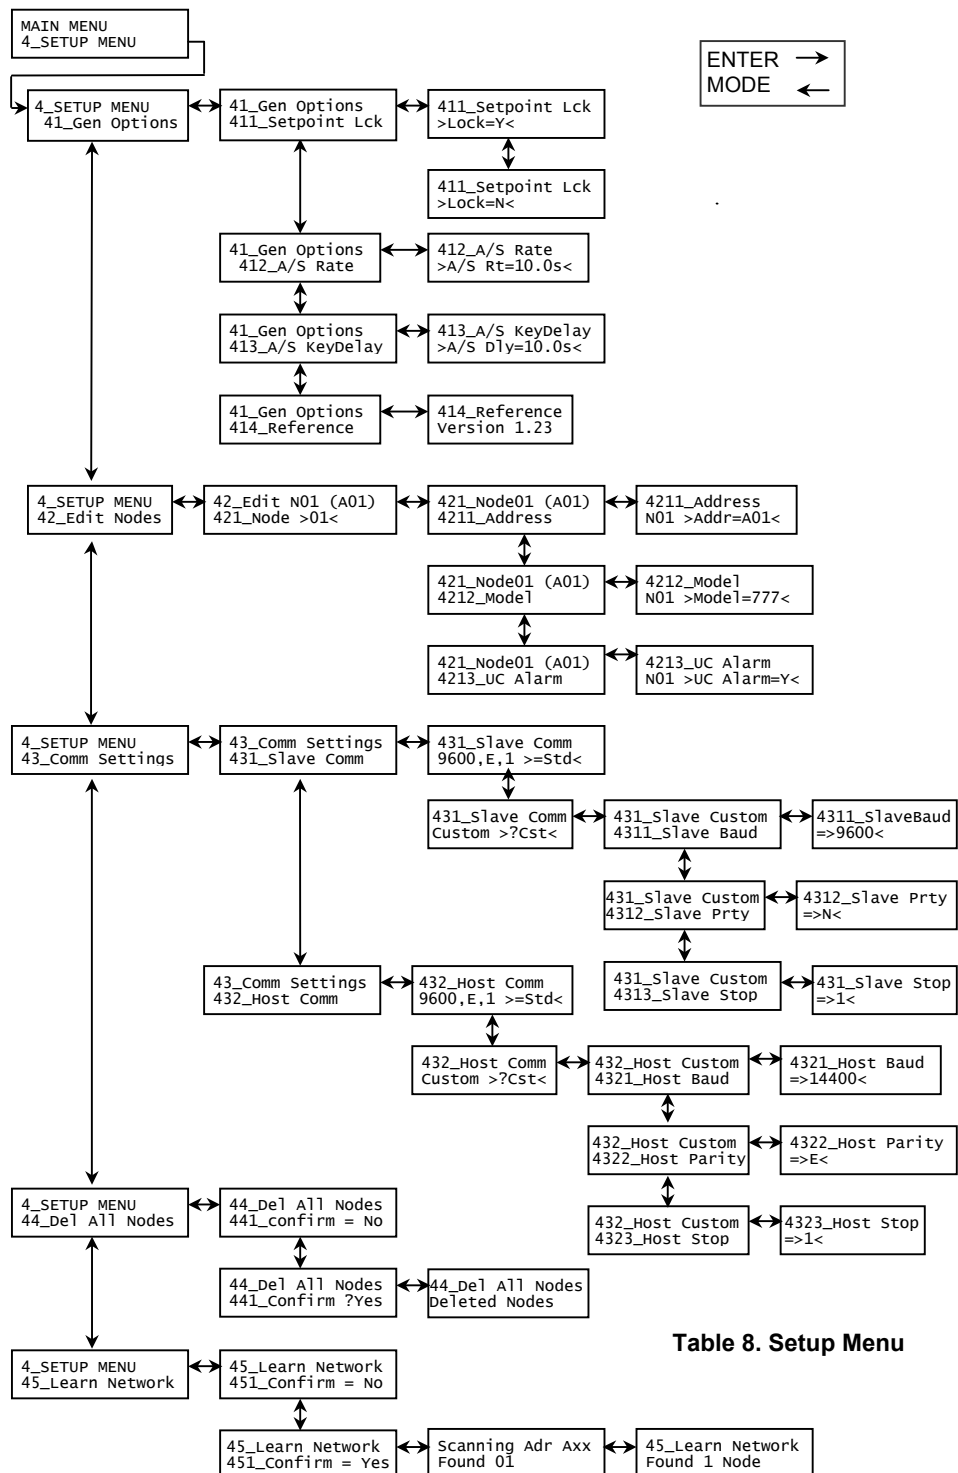 MAIN MENU
4_SETUP MENU
ENTER
MODE
4_SETUP MENU
41_Gen Options
41_Gen Options
411_Setpoint Lck
411_Setpoint Lck
>Lock=Y<
411_Setpoint Lck
>Lock=N<
41_Gen Options
412_A/S Rate
412_A/S Rate
>A/S Rt=10.0s<
41_Gen Options
413_A/S KeyDelay
413_A/S KeyDelay
>A/S Dly=10.0s<
41_Gen Options
414_Reference
414_Reference
Version 1.23
4_SETUP MENU
42_Edit Nodes
42_Edit N01 (A01)
421_Node >01<
421_Node01 (A01)
4211_Address
4211_Address
N01 >Addr=A01<
421_Node01 (A01)
4212_Model
4212_Model
N01 >Model=777<
421_Node01 (A01)
4213_UC Alarm
4213_UC Alarm
N01 >UC Alarm=Y<
4_SETUP MENU
43_Comm Settings
43_Comm Settings
431_Slave Comm
431_Slave Comm
9600,E,1 >=Std<
431_Slave Comm
Custom >?Cst<
431_Slave Custom
4311_Slave Baud
4311_SlaveBaud
=>9600<
431_Slave Custom
4312_Slave Prty
4312_Slave Prty
=>N<
431_Slave Custom
4313_Slave Stop
431_Slave Stop
=>1<
43_Comm Settings
432_Host Comm
432_Host Comm
9600,E,1 >=Std<
432_Host Comm
Custom >?Cst<
432_Host Custom
4321_Host Baud
4321_Host Baud
=>14400<
432_Host Custom
4322_Host Parity
4322_Host Parity
=>E<
432_Host Custom
4323_Host Stop
4323_Host Stop
=>1<
4_SETUP MENU
44_Del All Nodes
44_Del All Nodes
441_Confirm = No
44_Del All Nodes
441_Confirm ?Yes
44_Del All Nodes
Deleted Nodes
Table 8. Setup Menu
4_SETUP MENU
45_Learn Network
45_Learn Network
451_Confirm = No
45_Learn Network
451_Confirm = Yes
Scanning Adr Axx
Found 01
45_Learn Network
Found 1 Node